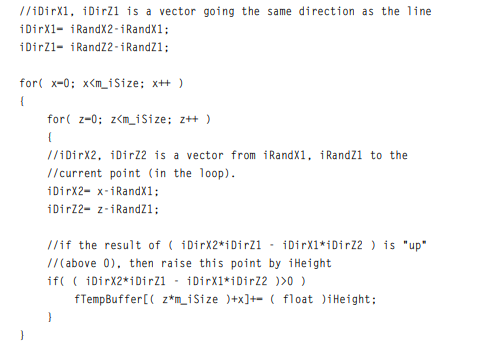 //iDirX1, iDirZ1 is a vector going the same direction as the line
iDirX1= iRandX2-iRandX1;
iDirZ1= iRandZ2-iRandZ1;

for( x=0; x<m_iSize; x++ )
{
    for( z=0; z<m_iSize; z++ )
    {
    //iDirX2, iDirZ2 is a vector from iRandX1, iRandZ1 to the
    //current point (in the loop).
    iDirX2= x-iRandX1;
    iDirZ2= z-iRandZ1;

    //if the result of ( iDirX2*iDirZ1 - iDirX1*iDirZ2 ) is "up"
    //(above 0), then raise this point by iHeight
    if( ( iDirX2*iDirZ1 - iDirX1*iDirZ2 )>0 )
        fTempBuffer[( z*m_iSize )+x]+= ( float )iHeight;
    }
}